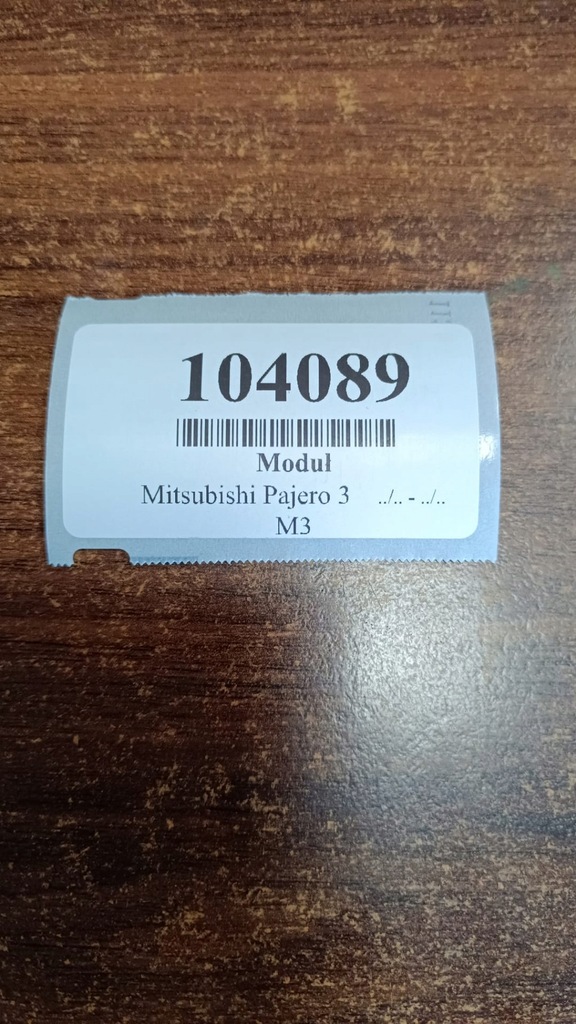 104089
Moduł
Mitsubishi Pajero 3 ../.. - ../..
M3